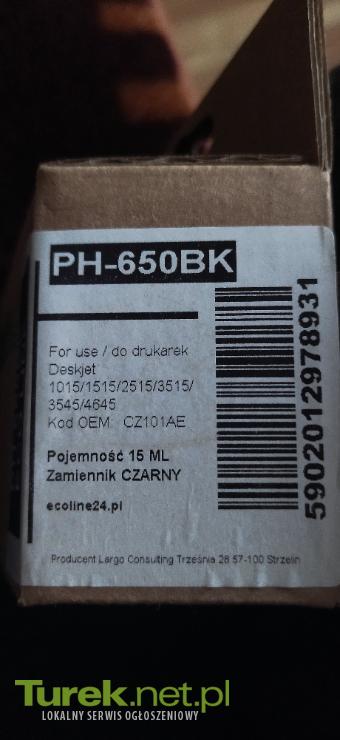 PH-650BK
For use / do drukarek
Deskjet
1015/1515/2515/3515/
3545/4645
Kod OEM: CZ101AE
Pojemność 15 ML
Zamiennik CZARNY
ecoline24.pl
5902012978931
Producent Largo Consulting Trześnia 28 57-100 Strzelin
Turek.net.pl
LOKALNY SERWIS OGŁOSZENIOWY